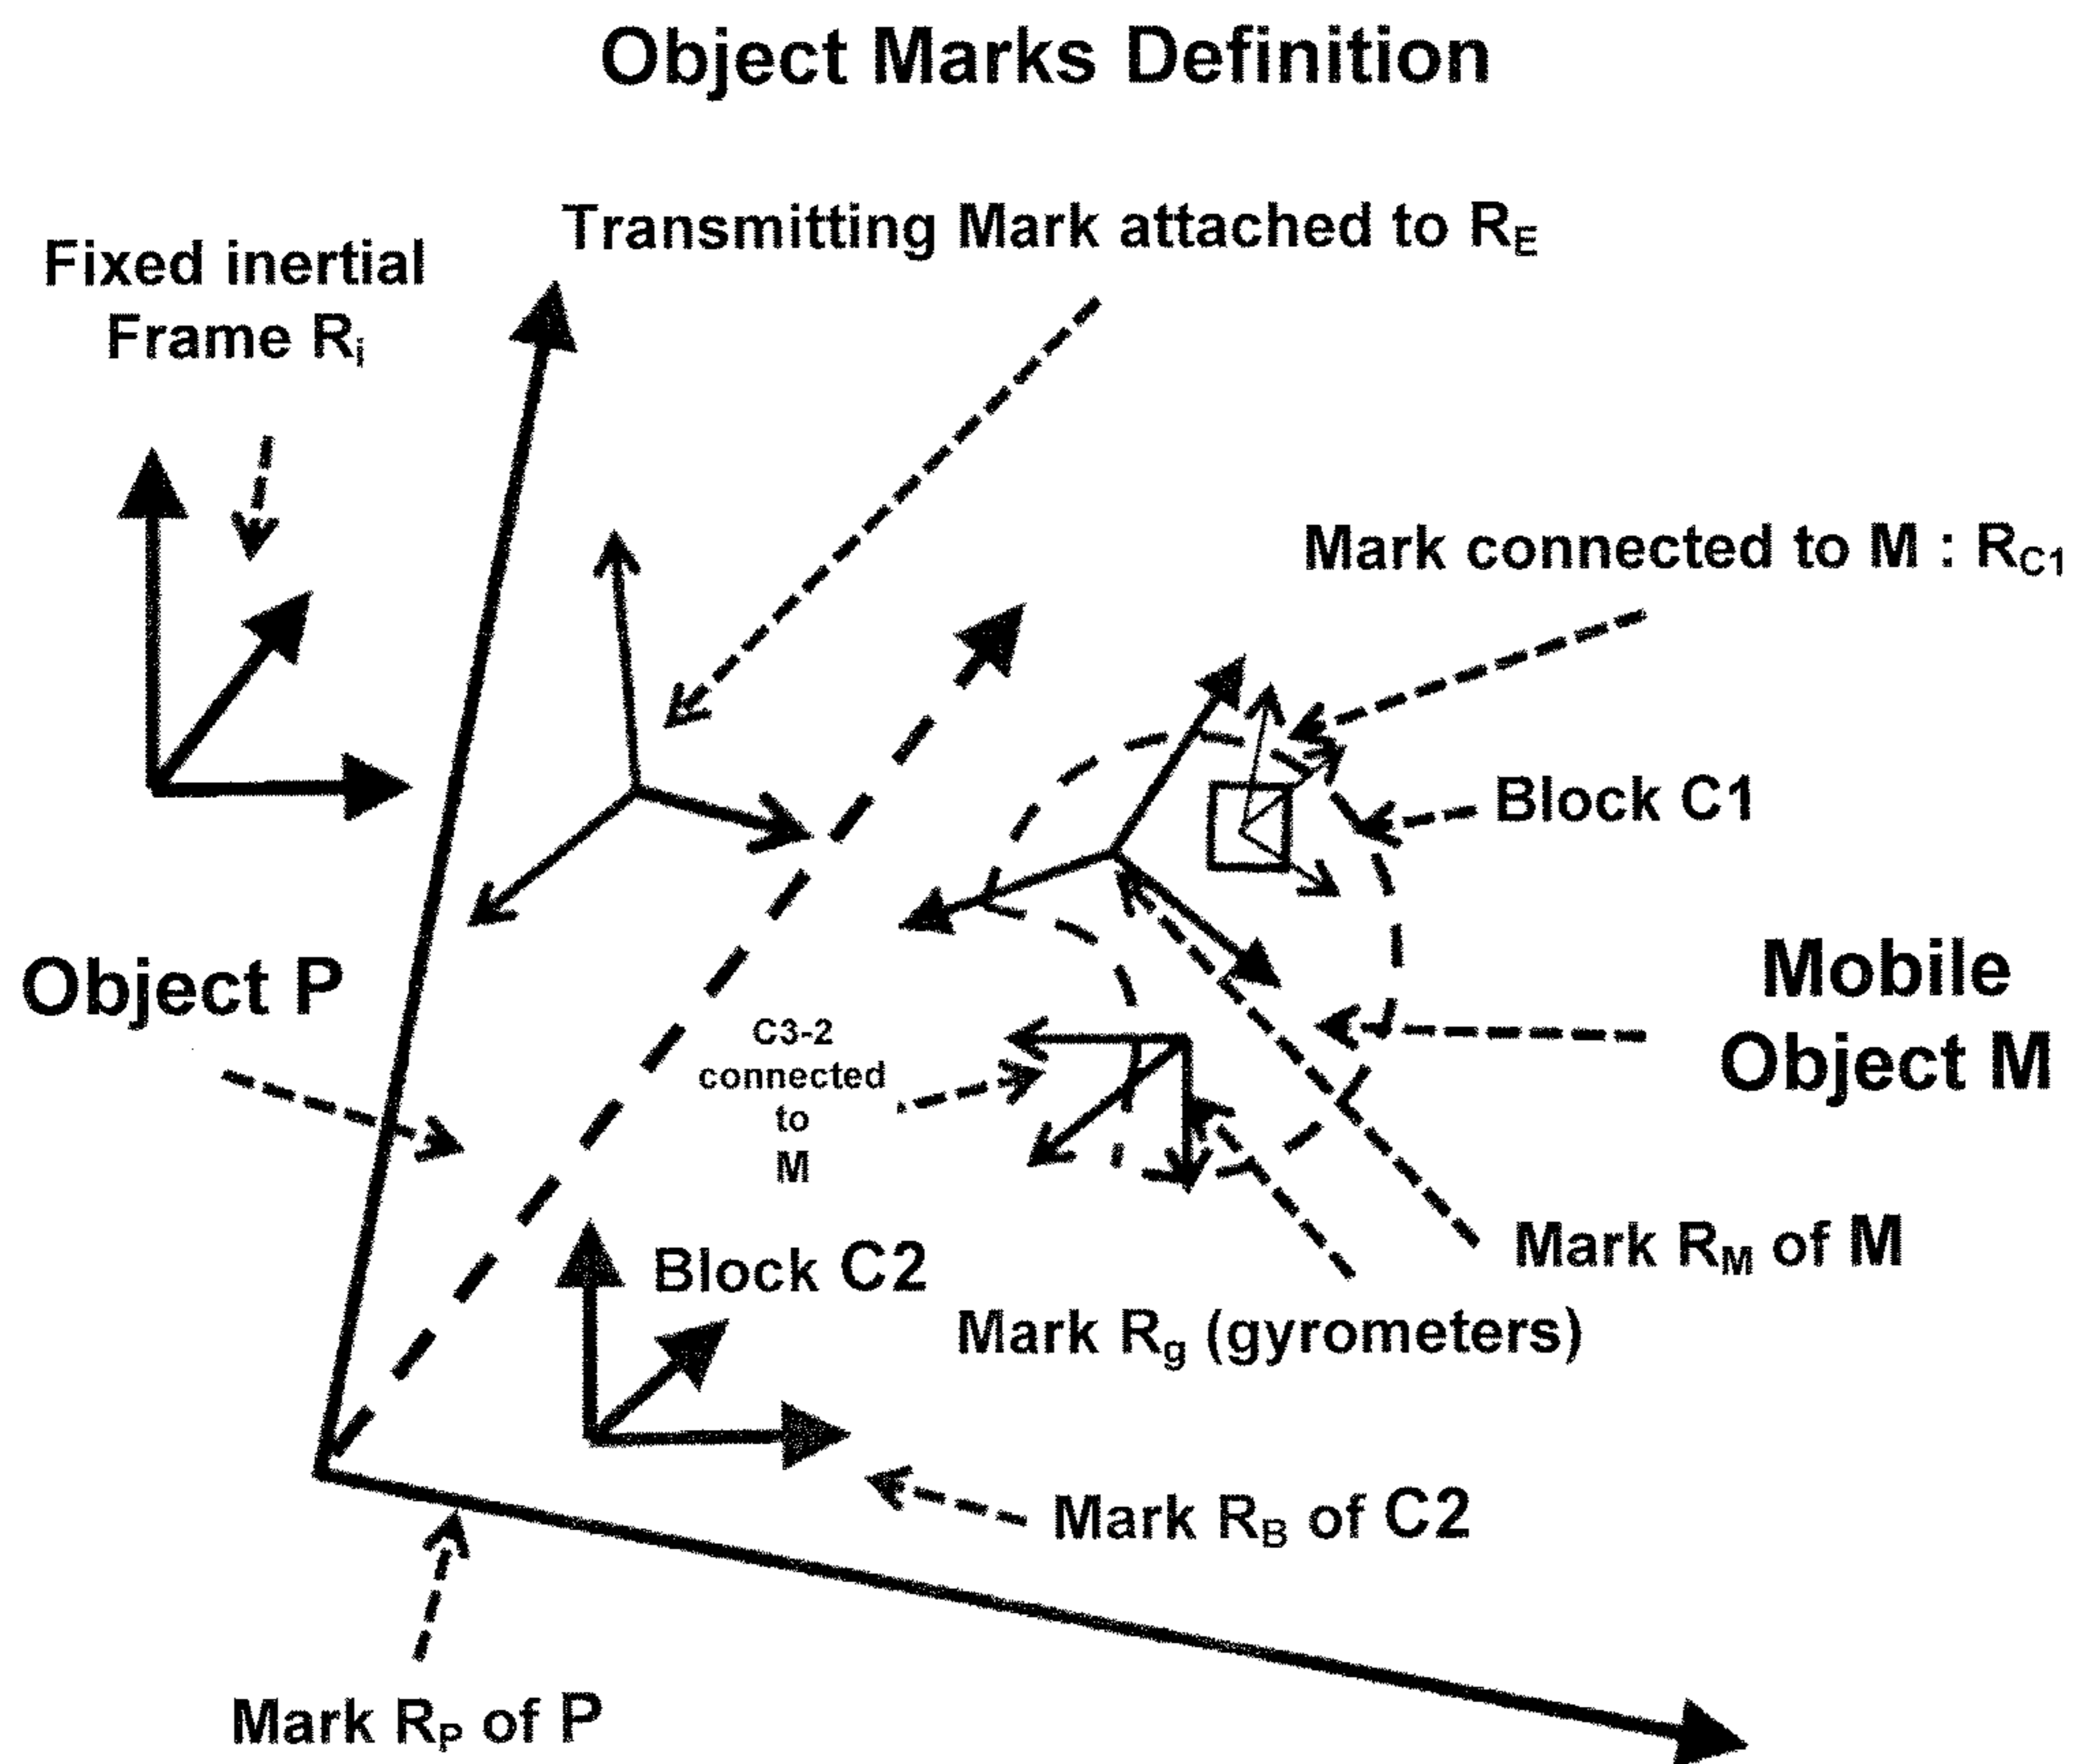 Object Marks Definition
Transmitting Mark attached to RE
Fixed inertial
Frame Ri
Mark connected to M : RC1
Block C1
Object P
Mobile
Object M
C3-2
connected
to
M
Block C2
Mark RM of M
Mark Rg (gyrometers)
Mark RB of C2
Mark RP of P